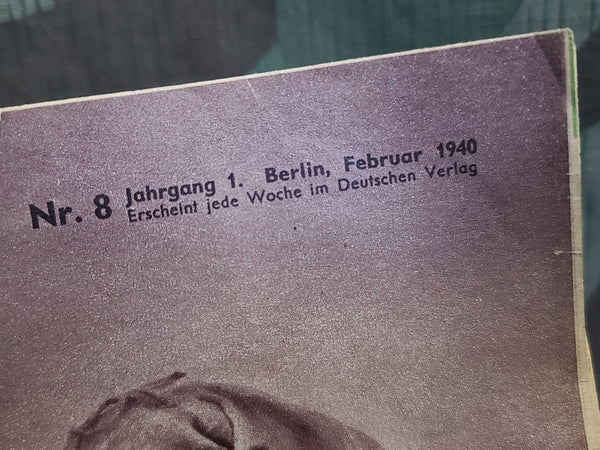 Nr. 8 Jahrgang 1. Berlin, Februar 1940
Erscheint jede Woche im Deutschen Verlag